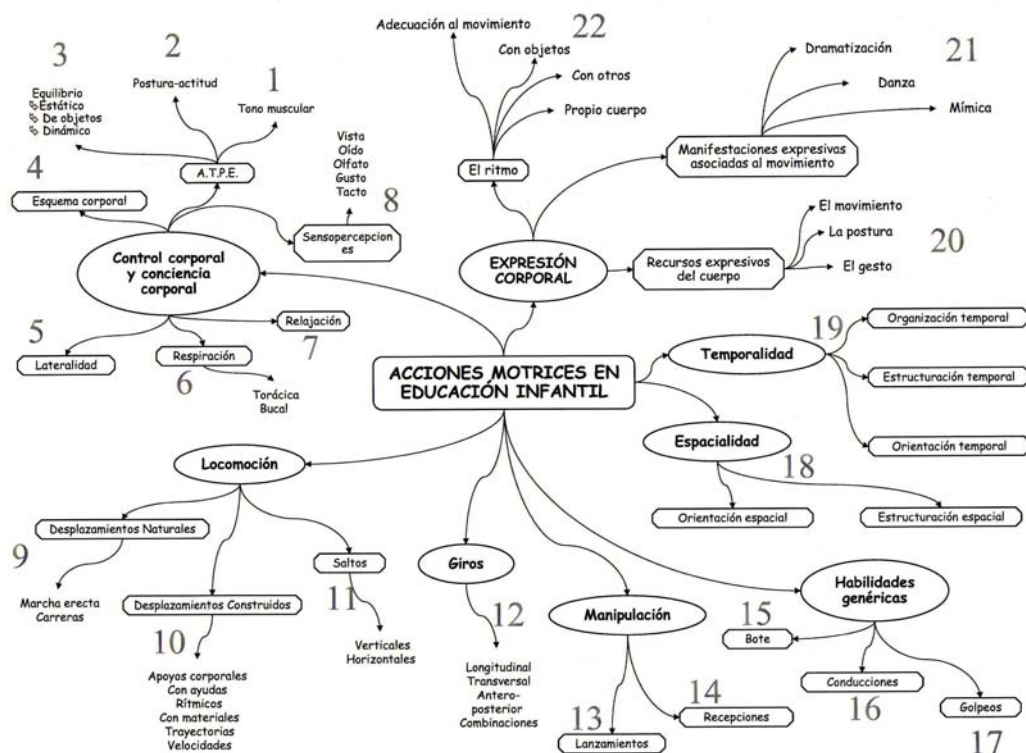 Adecuación al movimiento
22
Con objetos
Con otros
Propio cuerpo
El ritmo
21
Dramatización
Danza
Mímica
Manifestaciones expresivas
asociadas al movimiento
3
Equilibrio
Estático
De objetos
Dinámico
2
Postura-actitud
1
Tono muscular
A.T.P.E.
4
Esquema corporal
Vista
Oído
Olfato
Gusto
Tacto
8
Sensopercepcion
es
Control corporal
y conciencia
corporal
5
Lateralidad
Respiración
6
Torácica
Bucal
Relajación
7
EXPRESIÓN
CORPORAL
Recursos expresivos
del cuerpo
El movimiento
La postura
El gesto
20
ACCIONES MOTRICES EN
EDUCACIÓN INFANTIL
Temporalidad
19
Organización temporal
Estructuración temporal
Orientación temporal
Espacialidad
18
Orientación espacial
Estructuración espacial
Locomoción
Desplazamientos Naturales
9
Marcha erecta
Carreras
Desplazamientos Construidos
10
Apoyos corporales
Con ayudas
Rítmicos
Con materiales
Trayectorias
Velocidades
Saltos
11
Verticales
Horizontales
Giros
12
Longitudinal
Transversal
Antero-
posterior
Combinaciones
Manipulación
13
Lanzamientos
14
Recepciones
Habilidades
genéricas
15
Bote
Conducciones
16
Golpeos
17